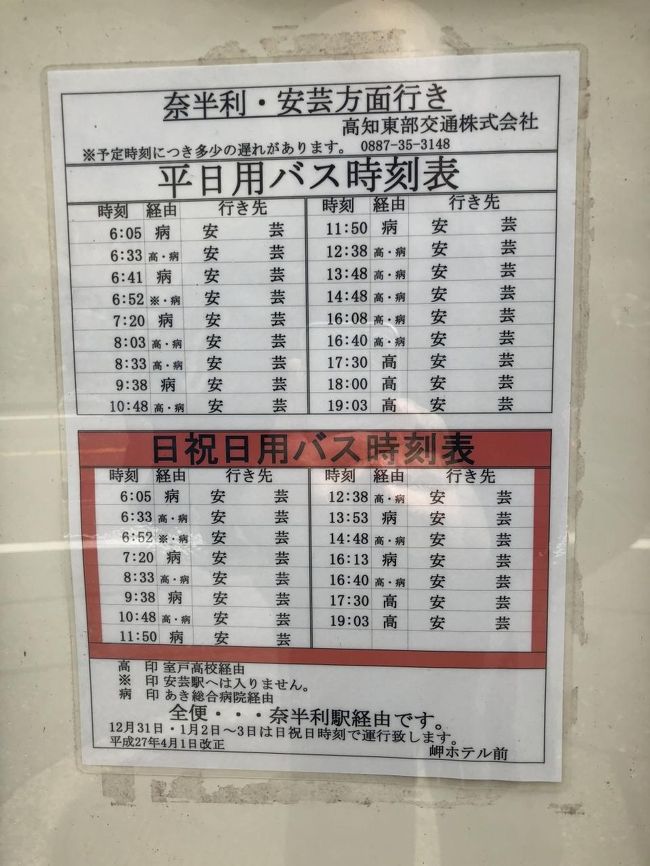 奈半利・安芸方面行き
高知東部交通株式会社
※予定時刻につき多少の遅れがあります。 0887-35-3148
平日用バス時刻表
時刻 経由 行き先 時刻 経由 行き先
6:05 病 安 芸 11:50 病 安 芸
6:33 高・病 安 芸 12:38 高・病 安 芸
6:41 病 安 芸 13:48 高・病 安 芸
6:52 ※・病 安 芸 14:48 高・病 安 芸
7:20 病 安 芸 16:08 高・病 安 芸
8:03 高・病 安 芸 16:40 高・病 安 芸
8:33 高・病 安 芸 17:30 高 安 芸
9:38 病 安 芸 18:00 高 安 芸
10:48 高・病 安 芸 19:03 高 安 芸
日祝日用バス時刻表
時刻 経由 行き先 時刻 経由 行き先
6:05 病 安 芸 12:38 高・病 安 芸
6:33 高・病 安 芸 13:53 病 安 芸
6:52 ※・病 安 芸 14:48 高・病 安 芸
7:20 病 安 芸 16:13 病 安 芸
8:33 高・病 安 芸 16:40 高・病 安 芸
9:38 病 安 芸 17:30 高 安 芸
10:48 高・病 安 芸 19:03 高 安 芸
11:50 病 安 芸
高 印 室戸高校経由
※ 印 安芸駅へは入りません。
病 印 あき総合病院経由
全便・・・奈半利駅経由です。
12月31日・1月2日～3日は日祝日時刻で運行致します。
平成27年4月1日改正 岬ホテル前